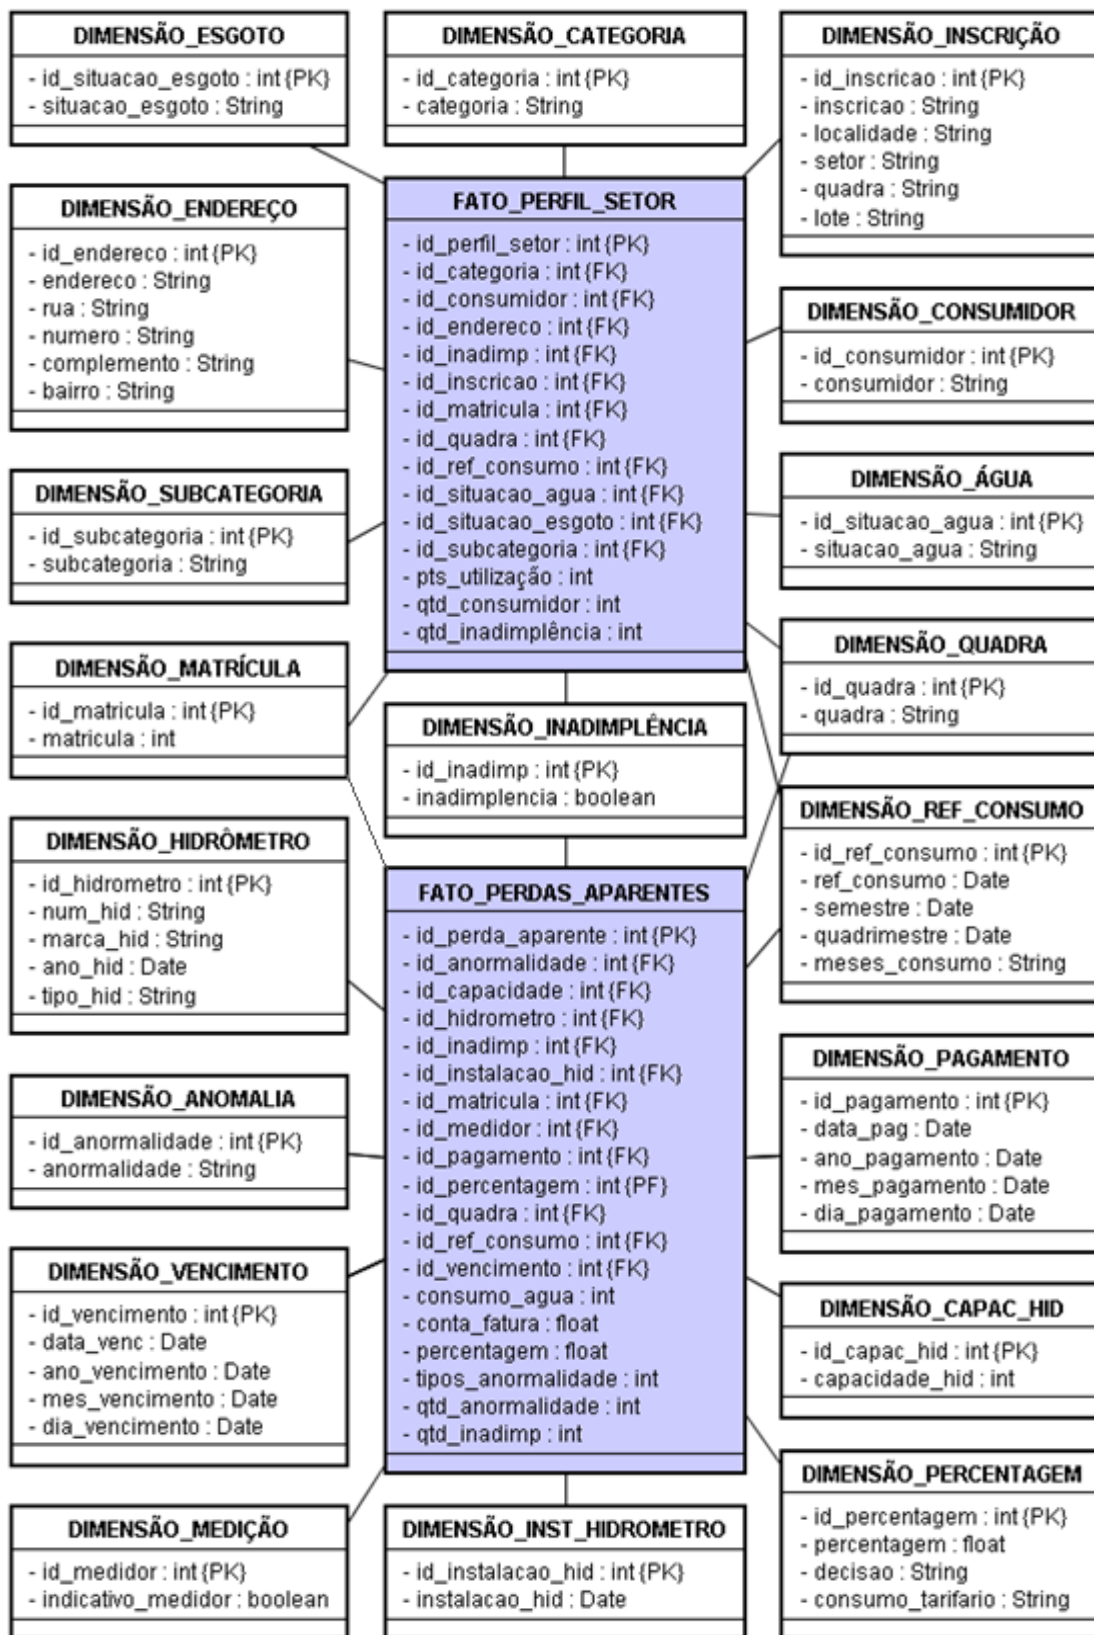 DIMENSÃO_ESGOTO
- id_situacao_esgoto : int {PK}
- situacao_esgoto : String
DIMENSÃO_CATEGORIA
- id_categoria : int {PK}
- categoria : String
DIMENSÃO_INSCRIÇÃO
- id_inscricao : int {PK}
- inscricao : String
- localidade : String
- setor : String
- quadra : String
- lote : String
DIMENSÃO_ENDEREÇO
- id_endereco : int {PK}
- endereco : String
- rua : String
- numero : String
- complemento : String
- bairro : String
FATO_PERFIL_SETOR
- id_perfil_setor : int {PK}
- id_categoria : int {FK}
- id_consumidor : int {FK}
- id_endereco : int {FK}
- id_inadimp : int {FK}
- id_inscricao : int {FK}
- id_matricula : int {FK}
- id_quadra : int {FK}
- id_ref_consumo : int {FK}
- id_situacao_agua : int {FK}
- id_situacao_esgoto : int {FK}
- id_subcategoria : int {FK}
- pts_utilização : int
- qtd_consumidor : int
- qtd_inadimplência : int
DIMENSÃO_CONSUMIDOR
- id_consumidor : int {PK}
- consumidor : String
DIMENSÃO_SUBCATEGORIA
- id_subcategoria : int {PK}
- subcategoria : String
DIMENSÃO_ÁGUA
- id_situacao_agua : int {PK}
- situacao_agua : String
DIMENSÃO_MATRÍCULA
- id_matricula : int {PK}
- matricula : int
DIMENSÃO_QUADRA
- id_quadra : int {PK}
- quadra : String
DIMENSÃO_INADIMPLÊNCIA
- id_inadimp : int {PK}
- inadimplencia : boolean
DIMENSÃO_HIDRÔMETRO
- id_hidrometro : int {PK}
- num_hid : String
- marca_hid : String
- ano_hid : Date
- tipo_hid : String
DIMENSÃO_REF_CONSUMO
- id_ref_consumo : int {PK}
- ref_consumo : Date
- semestre : Date
- quadrimestre : Date
- meses_consumo : String
FATO_PERDAS_APARENTES
- id_perda_aparente : int {PK}
- id_anormalidade : int {FK}
- id_capacidade : int {FK}
- id_hidrometro : int {FK}
- id_inadimp : int {FK}
- id_instalacao_hid : int {FK}
- id_matricula : int {FK}
- id_medidor : int {FK}
- id_pagamento : int {FK}
- id_percentagem : int {PF}
- id_quadra : int {FK}
- id_ref_consumo : int {FK}
- id_vencimento : int {FK}
- consumo_agua : int
- conta_fatura : float
- percentagem : float
- tipos_anormalidade : int
- qtd_anormalidade : int
- qtd_inadimp : int
DIMENSÃO_ANOMALIA
- id_anormalidade : int {PK}
- anormalidade : String
DIMENSÃO_PAGAMENTO
- id_pagamento : int {PK}
- data_pag : Date
- ano_pagamento : Date
- mes_pagamento : Date
- dia_pagamento : Date
DIMENSÃO_VENCIMENTO
- id_vencimento : int {PK}
- data_venc : Date
- ano_vencimento : Date
- mes_vencimento : Date
- dia_vencimento : Date
DIMENSÃO_CAPAC_HID
- id_capac_hid : int {PK}
- capacidade_hid : int
DIMENSÃO_MEDIÇÃO
- id_medidor : int {PK}
- indicativo_medidor : boolean
DIMENSÃO_INST_HIDROMETRO
- id_instalacao_hid : int {PK}
- instalacao_hid : Date
DIMENSÃO_PERCENTAGEM
- id_percentagem : int {PK}
- percentagem : float
- decisao : String
- consumo_tarifario : String